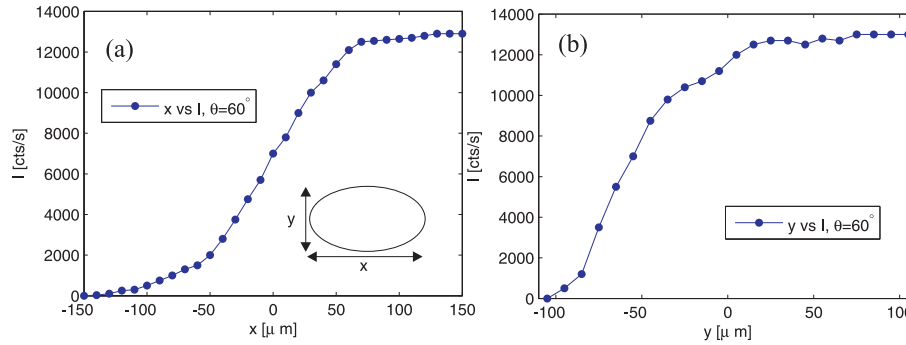 (a)
I [cts/s]
14000
12000
10000
8000
6000
4000
2000
0
x vs I, θ=60°
y
x
-150 -100 -50 0 50 100 150
x [μ m]
(b)
I [cts/s]
14000
12000
10000
8000
6000
4000
2000
0
y vs I, θ=60°
-100 -50 0 50 100
y [μ m]